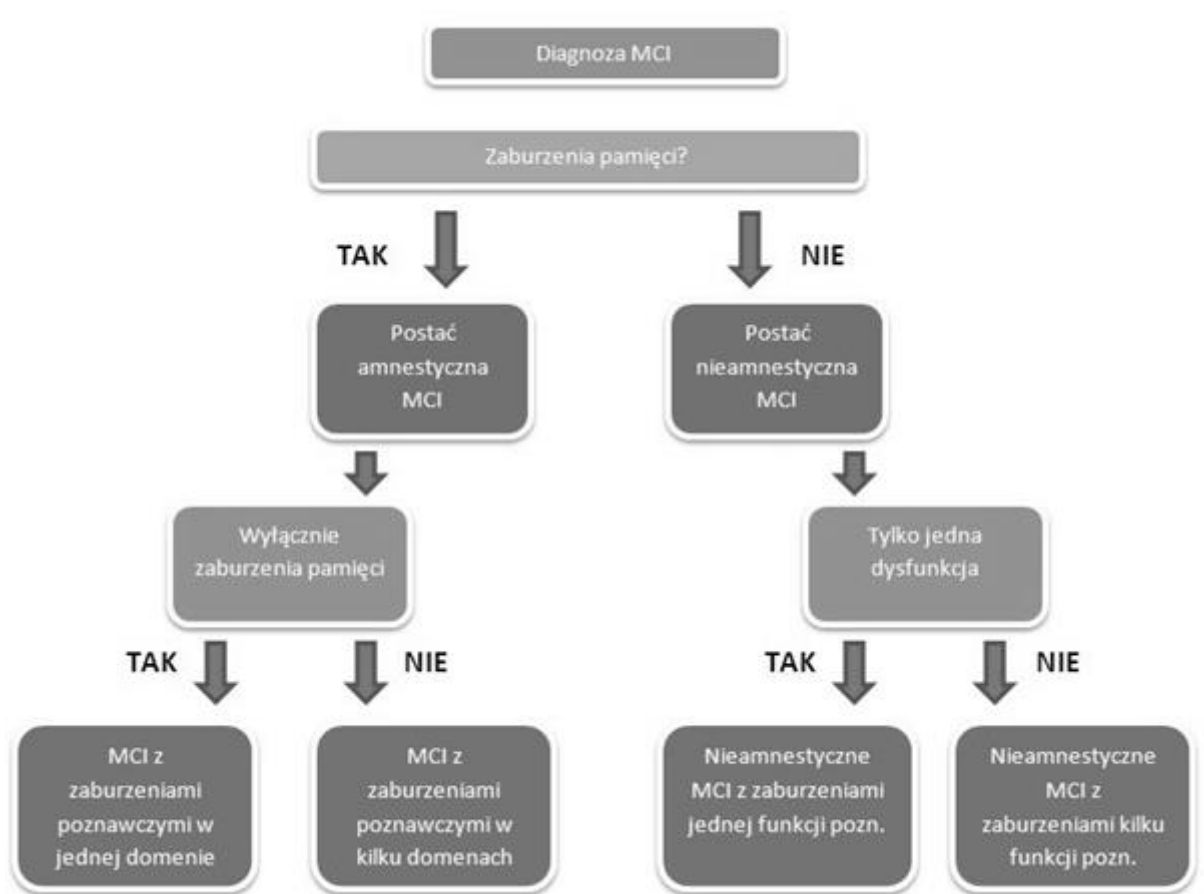 Diagnoza MCI
Zaburzenia pamięci?
TAK
NIE
Postać
amnestyczna
MCI
Postać
nieamnestyczna
MCI
Wyłącznie
zaburzenia pamięci
Tylko jedna
dysfunkcja
TAK
NIE
TAK
NIE
MCI z
zaburzeniami
poznawczymi w
jednej domenie
MCI z
zaburzeniami
poznawczymi w
kilku domenach
Nieamnestyczne
MCI z zaburzeniami
jednej funkcji pozn.
Nieamnestyczne
MCI z
zaburzeniami kilku
funkcji pozn.